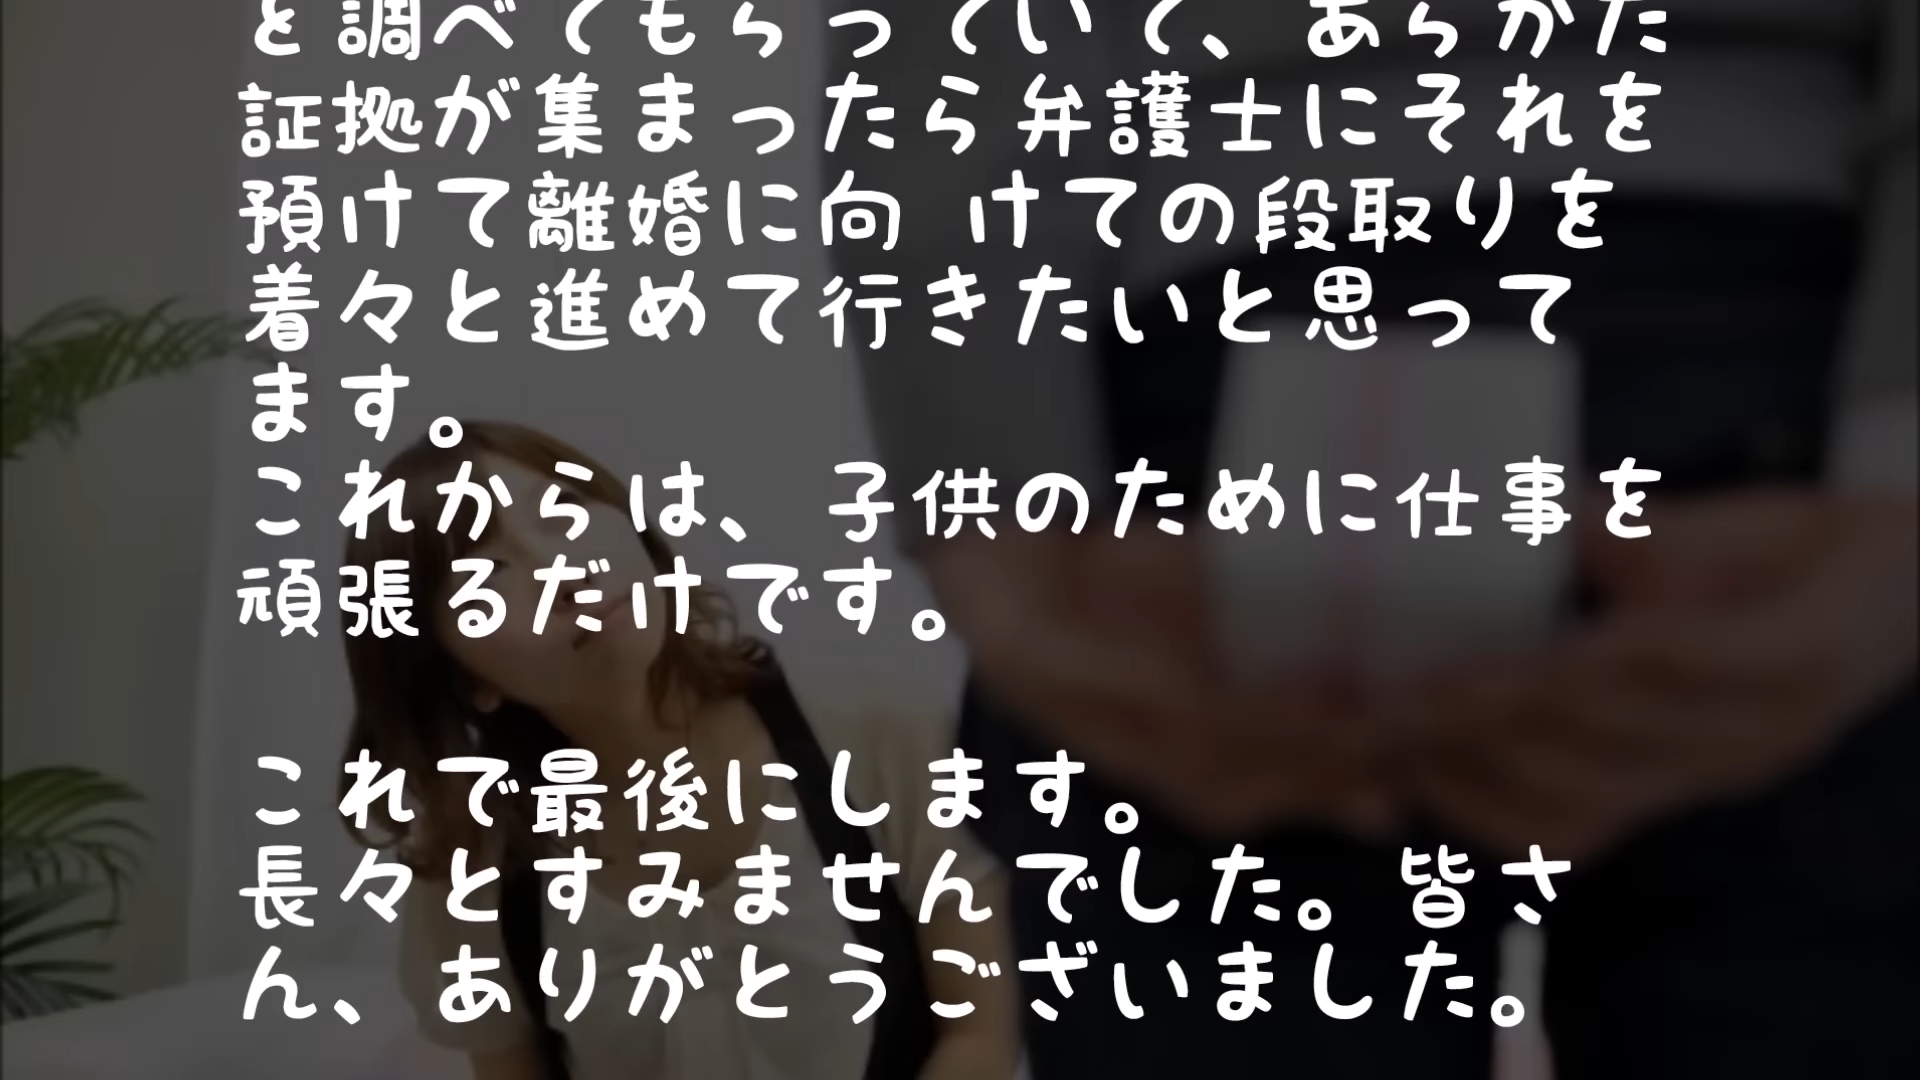 を調べてもらっていて、あらかた
証拠が集まったら弁護士にそれを
預けて離婚に向 けての段取りを
着々と進めて行きたいと思って
ます。
これからは、子供のために仕事を
頑張るだけです。
これで最後にします。
長々とすみませんでした。皆さ
ん、ありがとうございました。